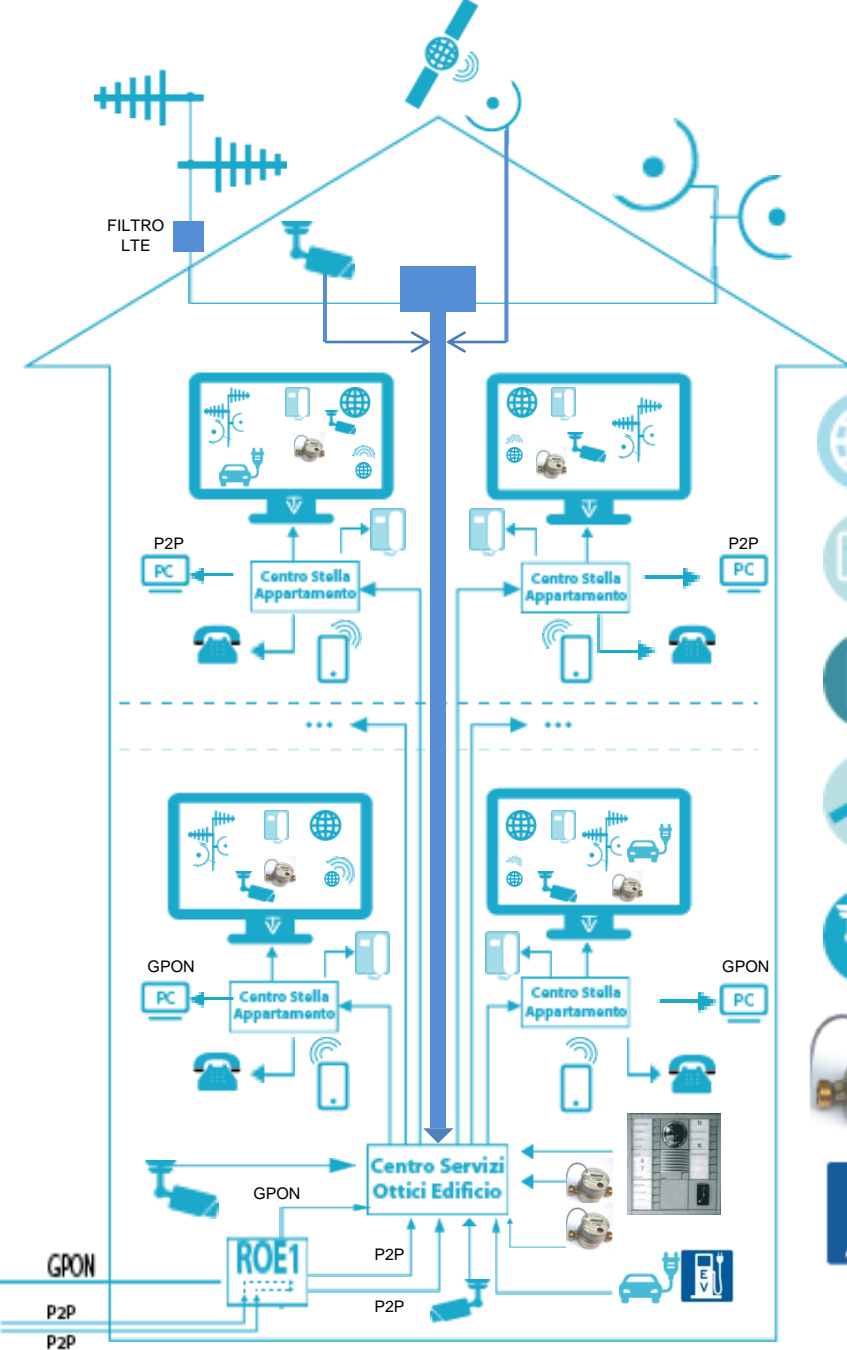 FILTRO
LTE
P2P
PC
Centro Stella
Appartamento
P2P
PC
Centro Stella
Appartamento
...
...
GPON
PC
Centro Stella
Appartamento
GPON
PC
Centro Stella
Appartamento
Centro Servizi
Ottici Edificio
GPON
ROE1
GPON
P2P
P2P
P2P
P2P
E
V